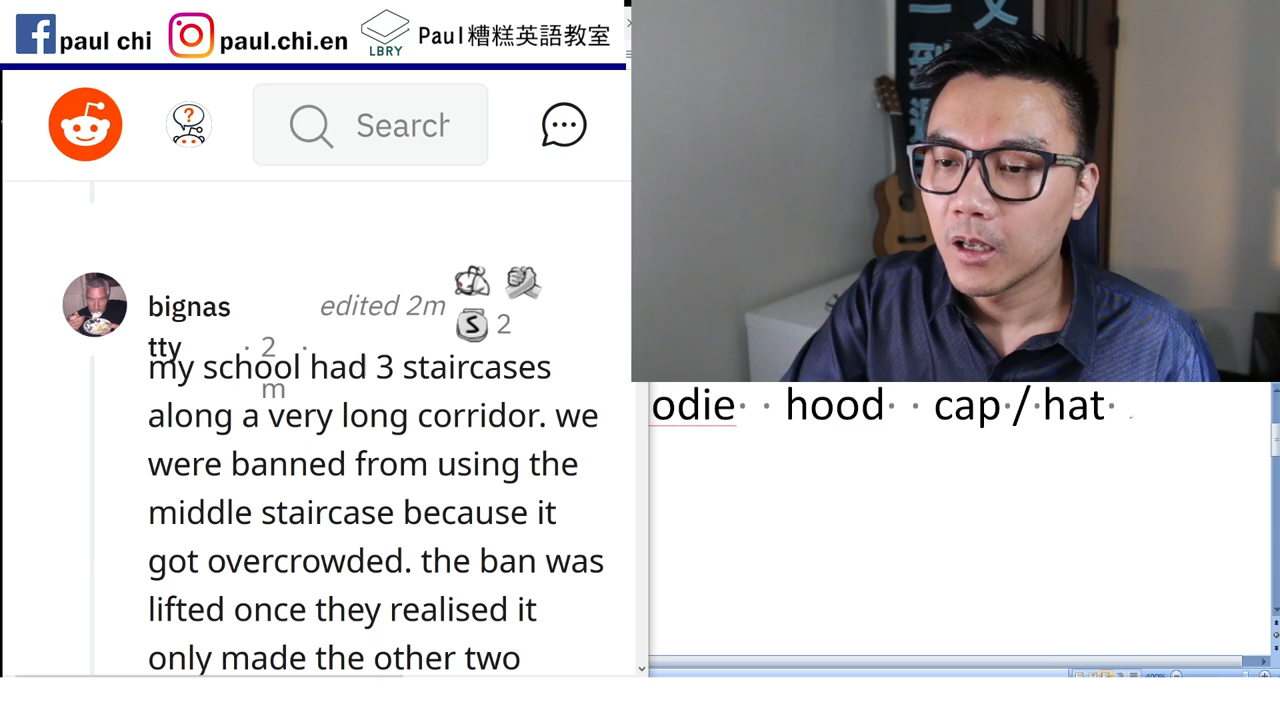 paul chi
paul.chi.en
LBRY
Paul糟糕英語教室
Search
bignas
tty
· 2 ·
m
edited 2m
S 2
my school had 3 staircases
along a very long corridor. we
were banned from using the
middle staircase because it
got overcrowded. the ban was
lifted once they realised it
only made the other two
odie· · hood· · cap·/·hat·